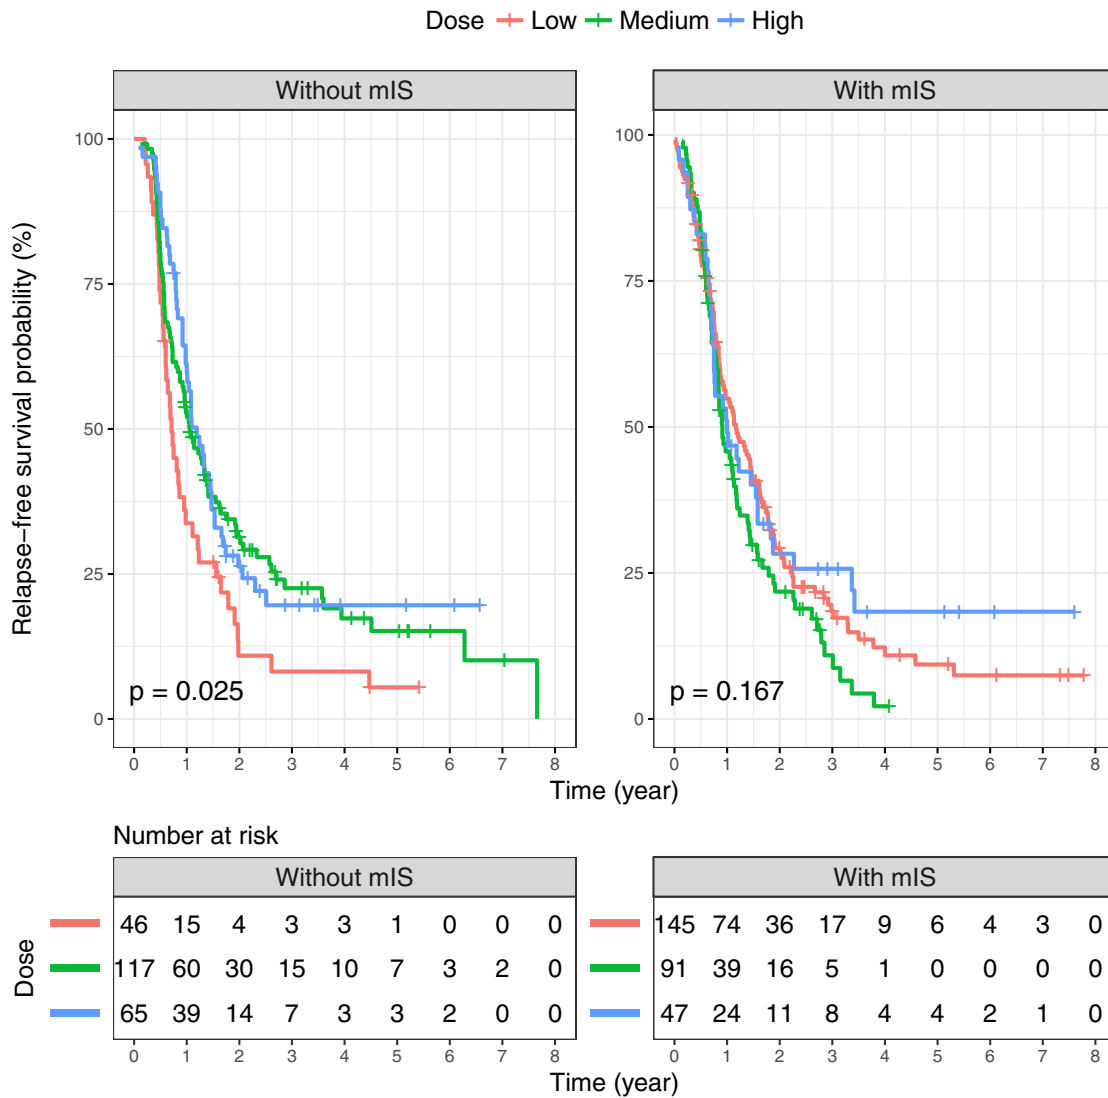 Dose Low Medium High
Without mIS With mIS
Relapse–free survival probability (%)
100 100
75 75
50 50
25 25
p = 0.025 p = 0.167
0 0
0 1 2 3 4 5 6 7 8 0 1 2 3 4 5 6 7 8
Time (year)
Number at risk
Without mIS With mIS
Dose
46 15 4 3 3 1 0 0 0 145 74 36 17 9 6 4 3 0
117 60 30 15 10 7 3 2 0 91 39 16 5 1 0 0 0 0
65 39 14 7 3 3 2 0 0 47 24 11 8 4 4 2 1 0
0 1 2 3 4 5 6 7 8 0 1 2 3 4 5 6 7 8
Time (year)